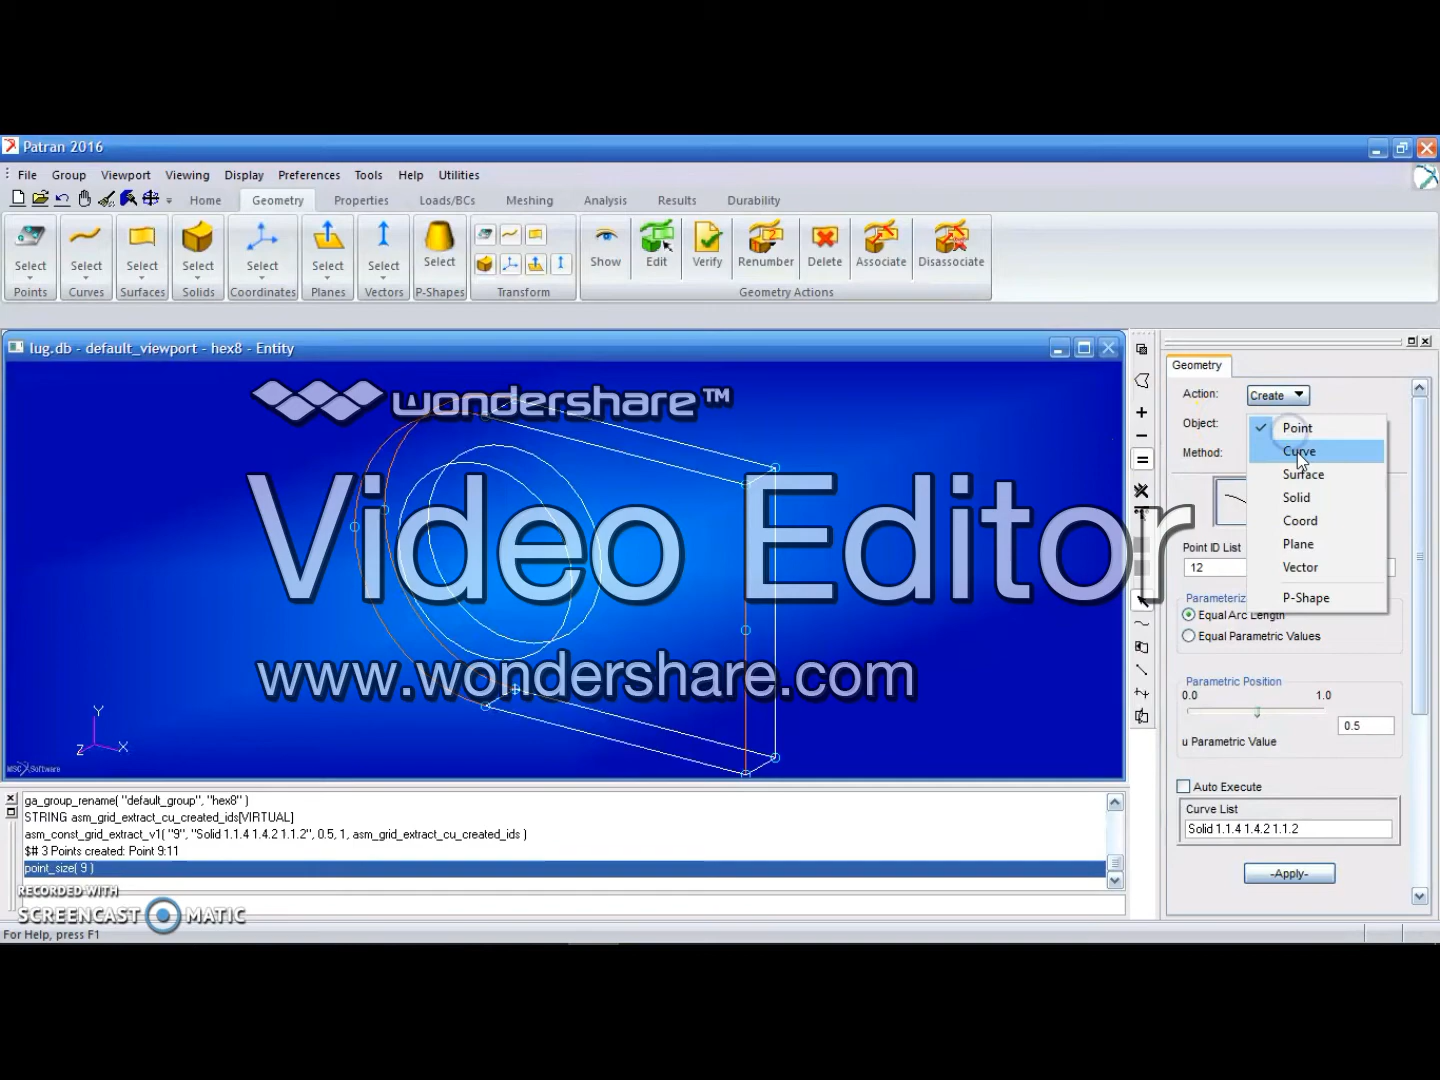 Patran 2016
File Group Viewport Viewing Display Preferences Tools Help Utilities
Home Geometry Properties Loads/BCs Meshing Analysis Results Durability
Select Select Select Select Select Select Select Select Show Edit Verify Renumber Delete Associate Disassociate
Points Curves Surfaces Solids Coordinates Planes Vectors P-Shapes Transform Geometry Actions
lug.db - default_viewport - hex8 - Entity
wondershare™
Video Editor
www.wondershare.com
Y
Z X
MSC Software
Geometry
Action: Create
Object:
Method:
Point
Curve
Surface
Solid
Coord
Plane
Vector
P-Shape
Point ID List
12
Equal Arc Length
Equal Parametric Values
Parametric Position
0.0 1.0
0.5
u Parametric Value
Auto Execute
Curve List
Solid 1.1.4 1.4.2 1.1.2
-Apply-
ga_group_rename( "default_group", "hex8" )
STRING asm_grid_extract_cu_created_ids[VIRTUAL]
asm_const_grid_extract_v1( "9", "Solid 1.1.4 1.4.2 1.1.2", 0.5, 1, asm_grid_extract_cu_created_ids )
$# 3 Points created: Point 9:11
point_size( 9 )
RECORDED WITH
SCREENCAST MATIC
For Help, press F1